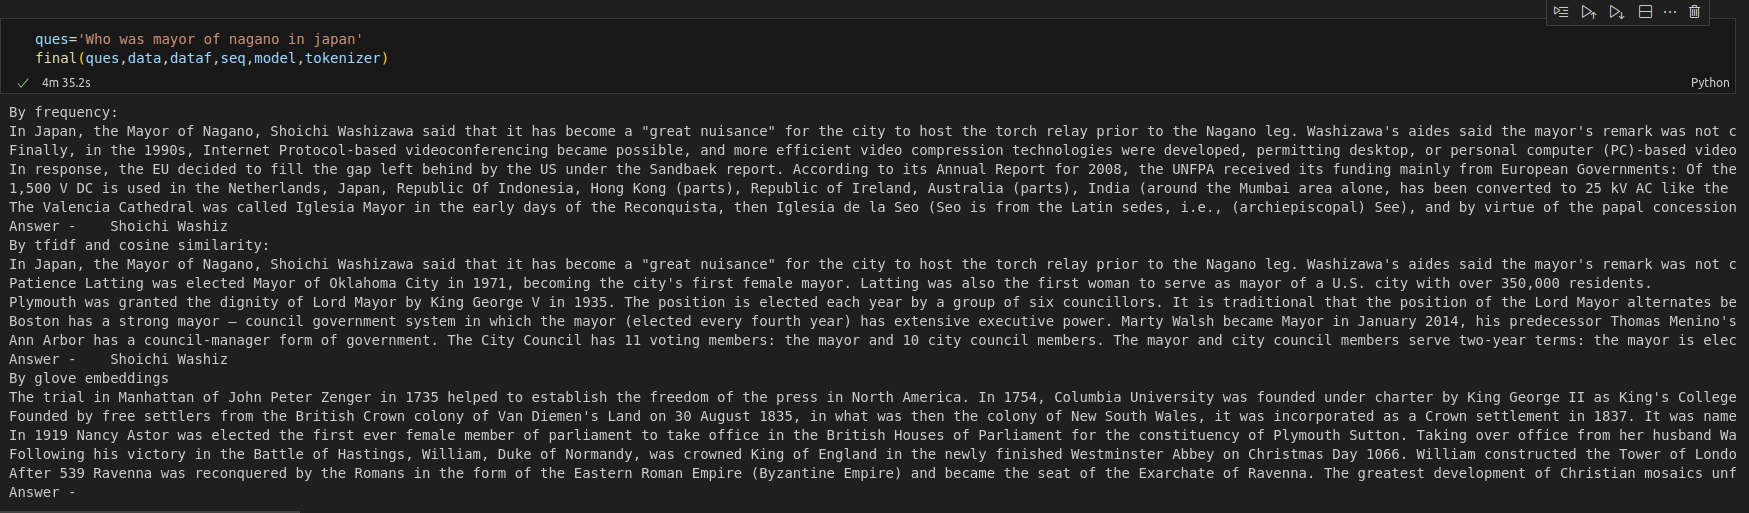 ques='Who was mayor of nagano in japan'
final(ques,data,dataf,seq,model,tokenizer)
4m 35.2s
Python
By frequency:
In Japan, the Mayor of Nagano, Shoichi Washizawa said that it has become a "great nuisance" for the city to host the torch relay prior to the Nagano leg. Washizawa's aides said the mayor's remark was not c
Finally, in the 1990s, Internet Protocol-based videoconferencing became possible, and more efficient video compression technologies were developed, permitting desktop, or personal computer (PC)-based video
In response, the EU decided to fill the gap left behind by the US under the Sandbaek report. According to its Annual Report for 2008, the UNFPA received its funding mainly from European Governments: Of the
1,500 V DC is used in the Netherlands, Japan, Republic Of Indonesia, Hong Kong (parts), Republic of Ireland, Australia (parts), India (around the Mumbai area alone, has been converted to 25 kV AC like the
The Valencia Cathedral was called Iglesia Mayor in the early days of the Reconquista, then Iglesia de la Seo (Seo is from the Latin sedes, i.e., (archiepiscopal) See), and by virtue of the papal concession
Answer -    Shoichi Washiz
By tfidf and cosine similarity:
In Japan, the Mayor of Nagano, Shoichi Washizawa said that it has become a "great nuisance" for the city to host the torch relay prior to the Nagano leg. Washizawa's aides said the mayor's remark was not c
Patience Latting was elected Mayor of Oklahoma City in 1971, becoming the city's first female mayor. Latting was also the first woman to serve as mayor of a U.S. city with over 350,000 residents.
Plymouth was granted the dignity of Lord Mayor by King George V in 1935. The position is elected each year by a group of six councillors. It is traditional that the position of the Lord Mayor alternates be
Boston has a strong mayor – council government system in which the mayor (elected every fourth year) has extensive executive power. Marty Walsh became Mayor in January 2014, his predecessor Thomas Menino's
Ann Arbor has a council-manager form of government. The City Council has 11 voting members: the mayor and 10 city council members. The mayor and city council members serve two-year terms: the mayor is elec
Answer -    Shoichi Washiz
By glove embeddings
The trial in Manhattan of John Peter Zenger in 1735 helped to establish the freedom of the press in North America. In 1754, Columbia University was founded under charter by King George II as King's College
Founded by free settlers from the British Crown colony of Van Diemen's Land on 30 August 1835, in what was then the colony of New South Wales, it was incorporated as a Crown settlement in 1837. It was name
In 1919 Nancy Astor was elected the first ever female member of parliament to take office in the British Houses of Parliament for the constituency of Plymouth Sutton. Taking over office from her husband Wa
Following his victory in the Battle of Hastings, William, Duke of Normandy, was crowned King of England in the newly finished Westminster Abbey on Christmas Day 1066. William constructed the Tower of Londo
After 539 Ravenna was reconquered by the Romans in the form of the Eastern Roman Empire (Byzantine Empire) and became the seat of the Exarchate of Ravenna. The greatest development of Christian mosaics unf
Answer -